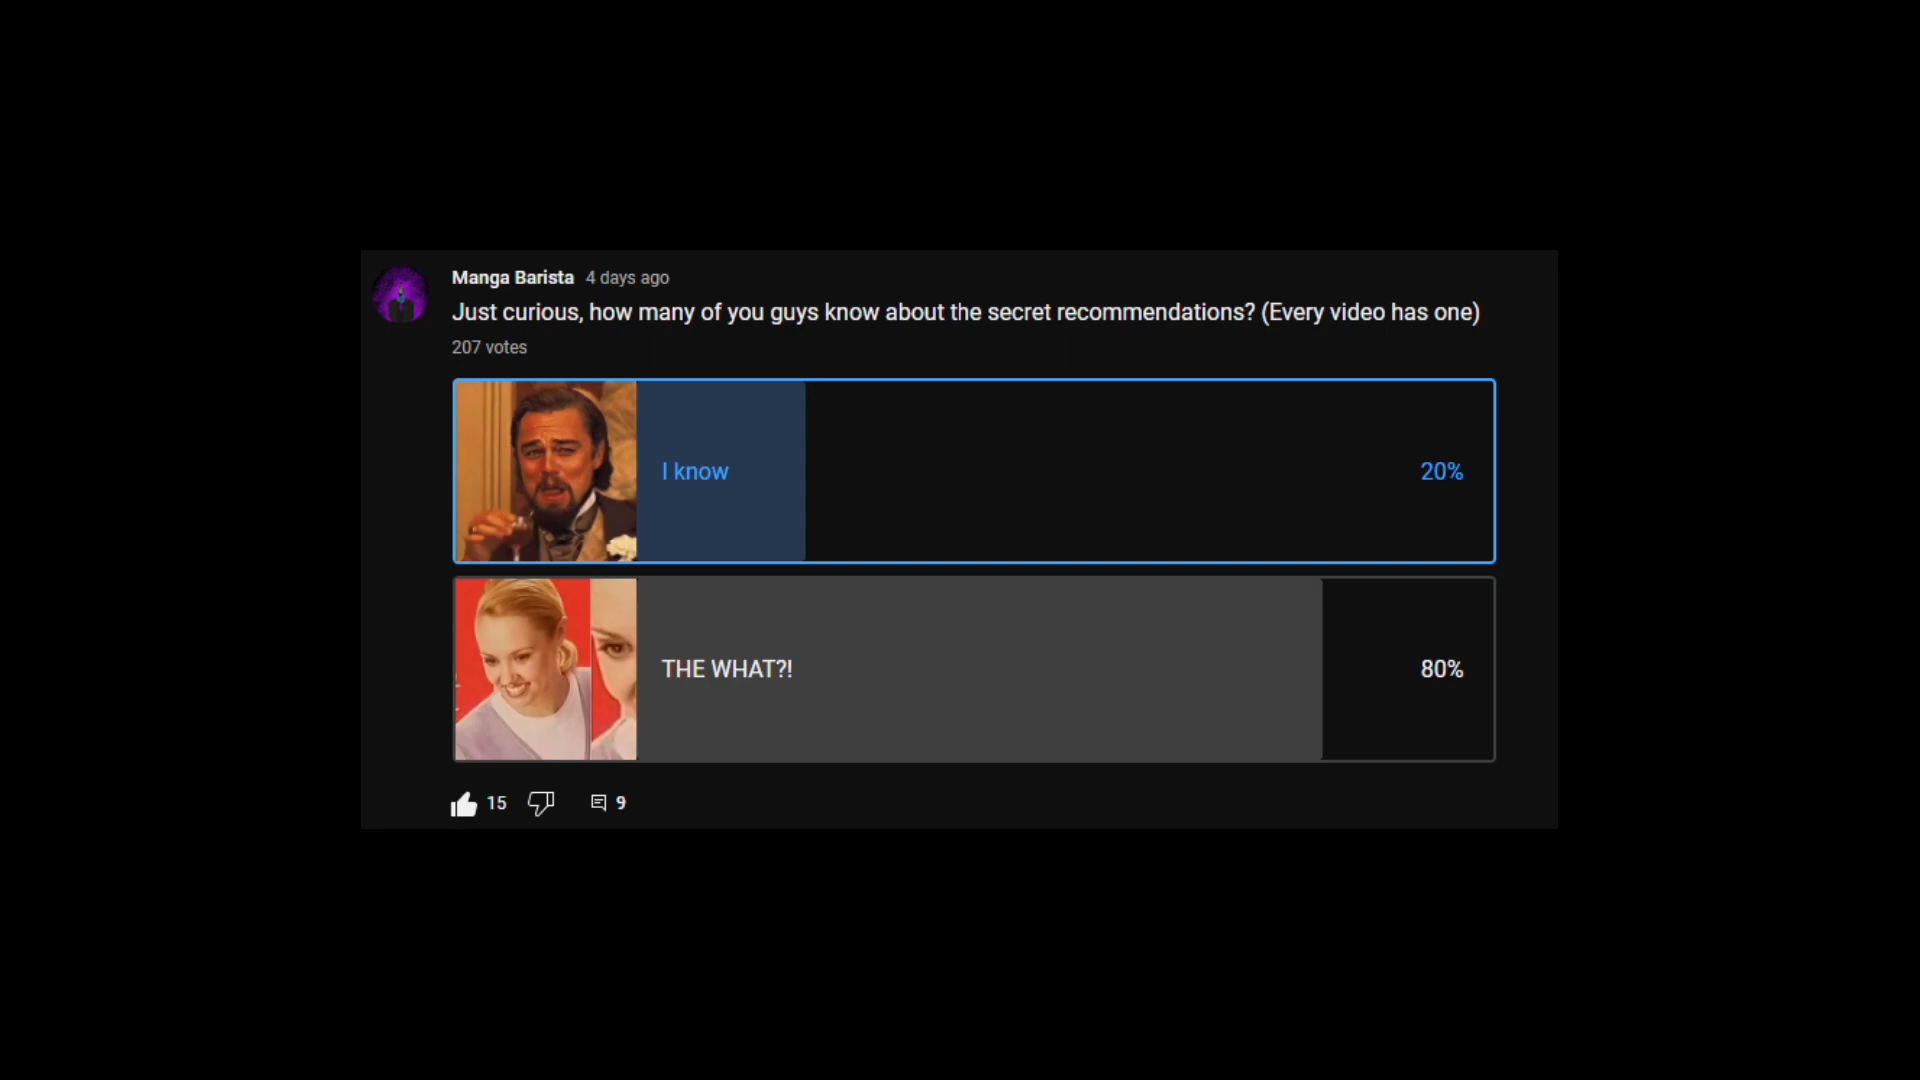 Manga Barista 4 days ago
Just curious, how many of you guys know about the secret recommendations? (Every video has one)
207 votes
I know 20%
THE WHAT?! 80%
15 9